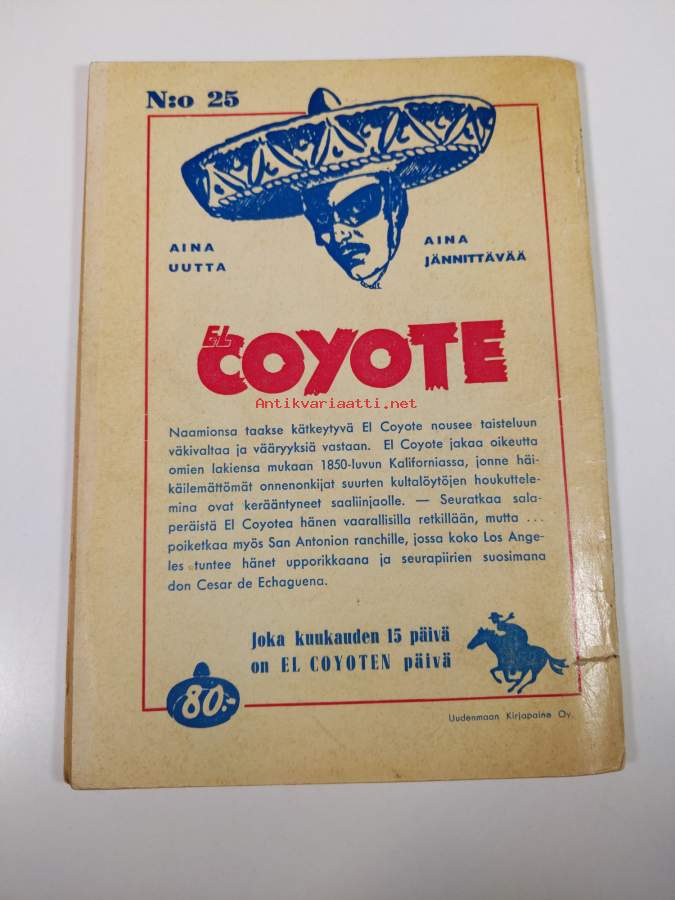 N:o 25
AINA
UUTTA
AINA
JÄNNITTÄVÄÄ
EL
COYOTE
Antikvariaatti.net
Naamionsa taakse kätkeytyvä El Coyote nousee taisteluun
väkivaltaa ja vääryyksiä vastaan. El Coyote jakaa oikeutta
omien lakiensa mukaan 1850-luvun Kaliforniassa, jonne häi-
käilemättömät onnenonkijat suurten kultalöytöjen houkuttele-
mina ovat kerääntyneet saaliinjaolle. — Seuratkaa sala-
peräistä El Coyotea hänen vaarallisilla retkillään, mutta ...
poiketkaa myös San Antonion ranchille, jossa koko Los Ange-
les tuntee hänet upporikkaana ja seurapiirien suosimana
don Cesar de Echaguena.
Joka kuukauden 15 päivä
on EL COYOTEN päivä
80:-
Uudenmaan Kirjapaino Oy.